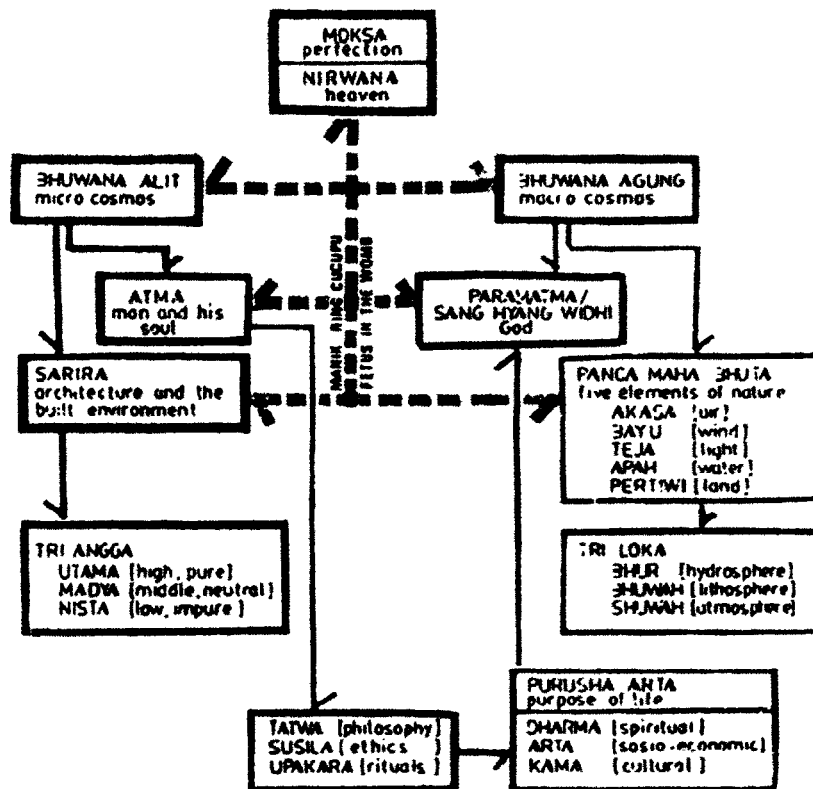 MOKSA
perfection
NIRWANA
heaven
BHUWANA ALIT
micro cosmos
BHUWANA AGUNG
macro cosmos
MANIK RING CUCUPU
FETUS IN THE WOMB
ATMA
man and his
soul
PARAMATMA/
SANG HYANG WIDHI
God
SARIRA
architecture and the
built environment
PANCA MAHA BHUTA
five elements of nature
AKASA [air]
BAYU [wind]
TEJA [light]
APAH [water]
PERTIWI [land]
TRI ANGGA
UTAMA [high, pure]
MADYA [middle, neutral]
NISTA [low, impure]
TRI LOKA
BHUR [hydrosphere]
BHUWAH [lithosphere]
SHUWAH [atmosphere]
TATWA [philosophy]
SUSILA [ethics ]
UPAKARA [rituals ]
PURUSHA ARTA
purpose of life
DHARMA [spiritual]
ARTA [sosio-economic]
KAMA [cultural]